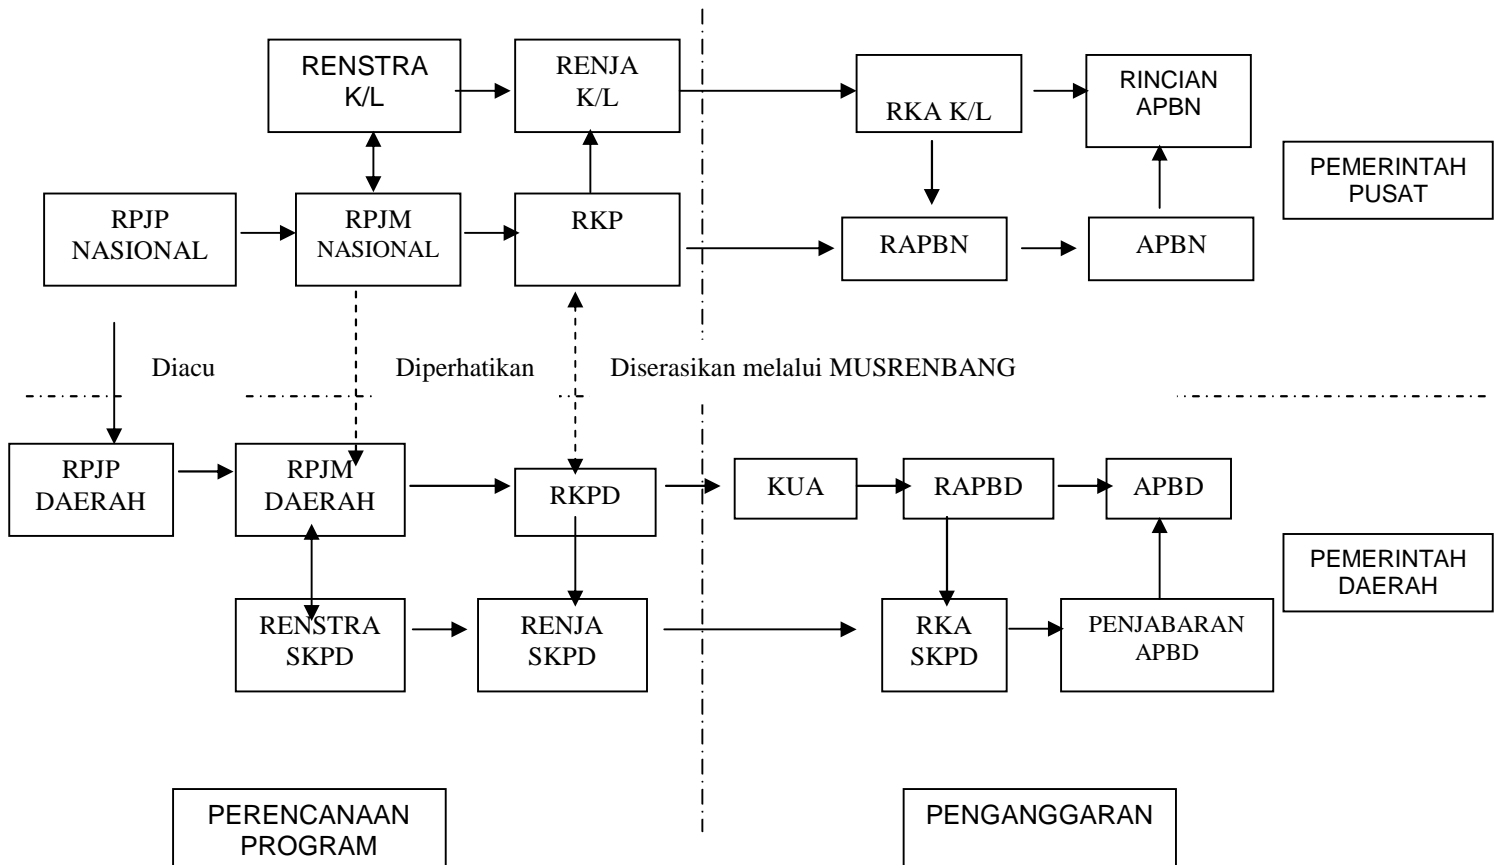 RENSTRA
K/L
RENJA
K/L
RKA K/L
RINCIAN
APBN
PEMERINTAH
PUSAT
RPJP
NASIONAL
RPJM
NASIONAL
RKP
RAPBN
APBN
Diacu
Diperhatikan
Diserasikan melalui MUSRENBANG
RPJP
DAERAH
RPJM
DAERAH
RKPD
KUA
RAPBD
APBD
PEMERINTAH
DAERAH
RENSTRA
SKPD
RENJA
SKPD
RKA
SKPD
PENJABARAN
APBD
PERENCANAAN
PROGRAM
PENGANGGARAN